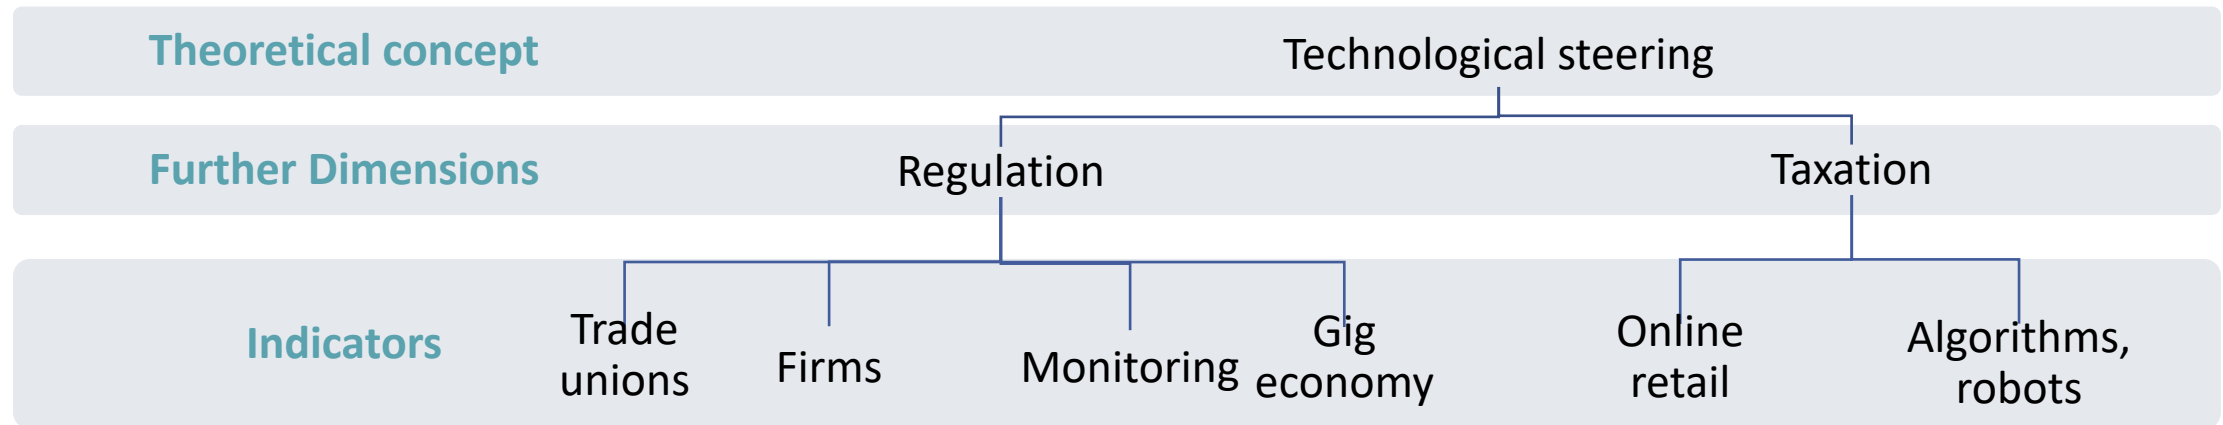 Theoretical concept
Technological steering
Further Dimensions
Regulation
Taxation
Indicators
Trade
unions
Firms
Monitoring
Gig
economy
Online
retail
Algorithms,
robots